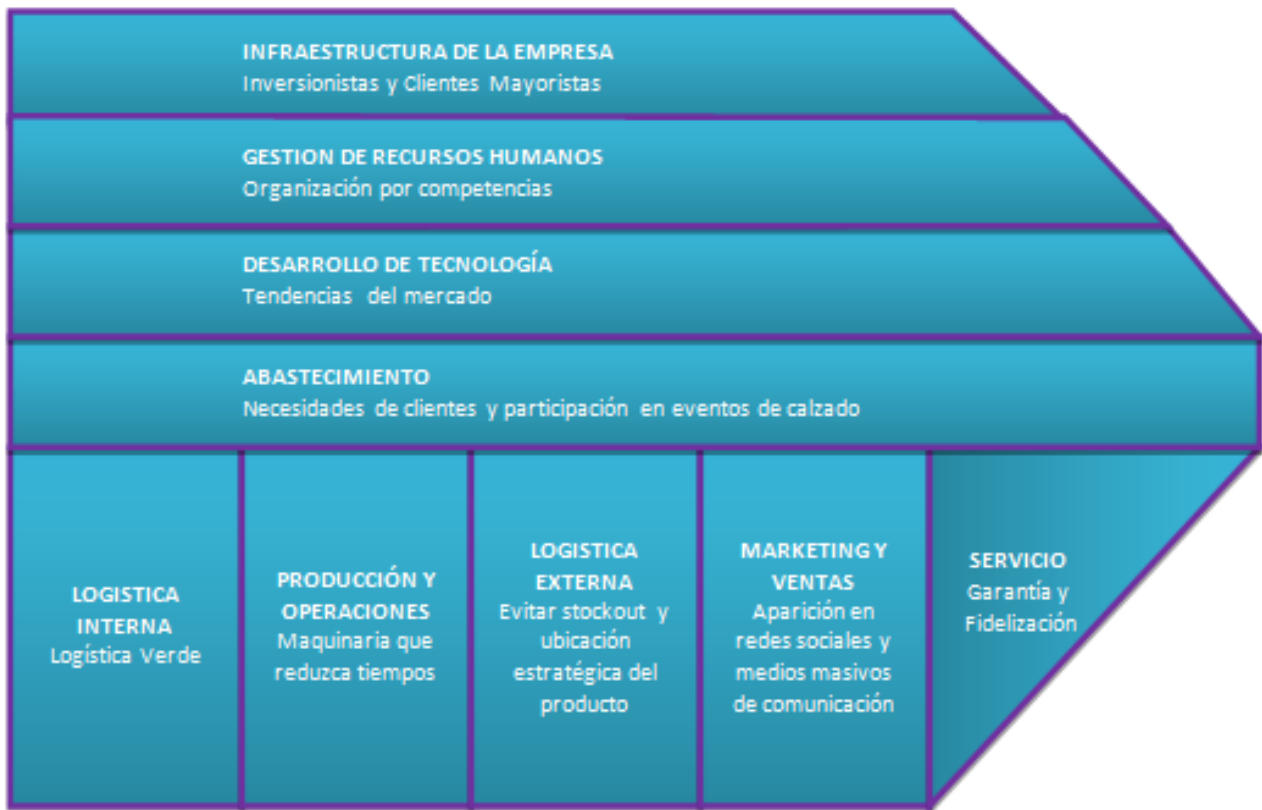 INFRAESTRUCTURA DE LA EMPRESA
Inversionistas y Clientes Mayoristas
GESTION DE RECURSOS HUMANOS
Organización por competencias
DESARROLLO DE TECNOLOGÍA
Tendencias del mercado
ABASTECIMIENTO
Necesidades de clientes y participación en eventos de calzado
LOGISTICA
INTERNA
Logística Verde
PRODUCCIÓN Y
OPERACIONES
Maquinaria que
reduzca tiempos
LOGISTICA
EXTERNA
Evitar stockout y
ubicación
estratégica del
producto
MARKETING Y
VENTAS
Aparición en
redes sociales y
medios masivos
de comunicación
SERVICIO
Garantía y
Fidelización